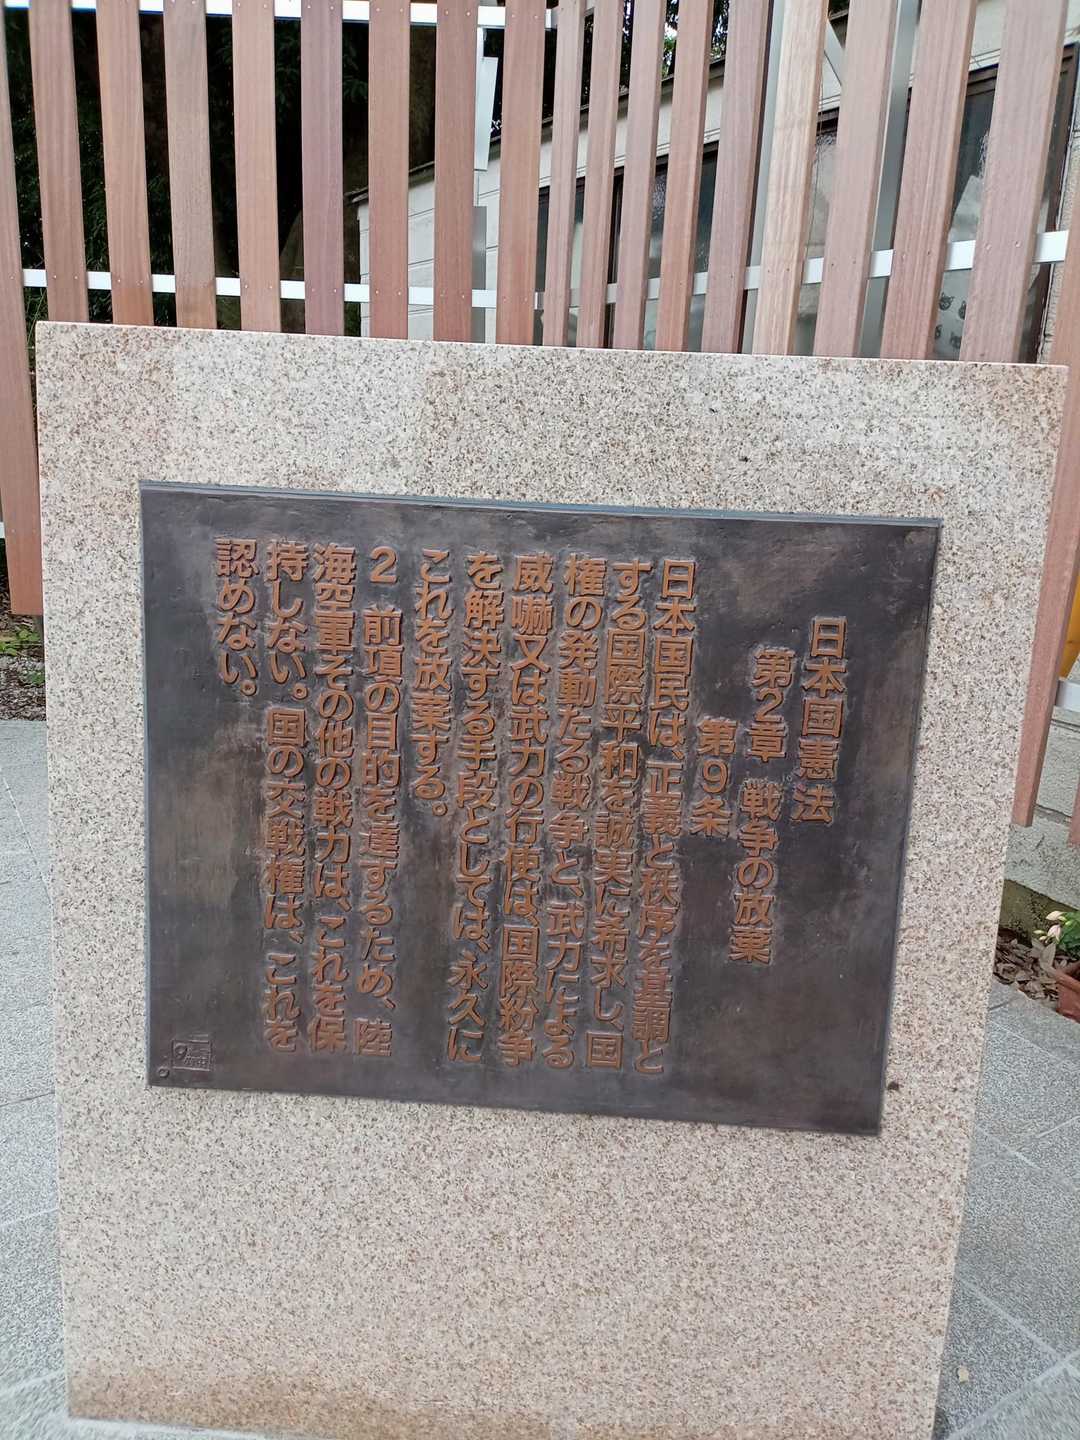 日本国憲法
第2章 戦争の放棄
第9条
日本国民は、正義と秩序を基調と
する国際平和を誠実に希求し、国
権の発動たる戦争と、武力による
威嚇又は武力の行使は、国際紛争
を解決する手段としては、永久に
これを放棄する。
2 前項の目的を達するため、陸
海空軍その他の戦力は、これを保
持しない。国の交戦権は、これを
認めない。